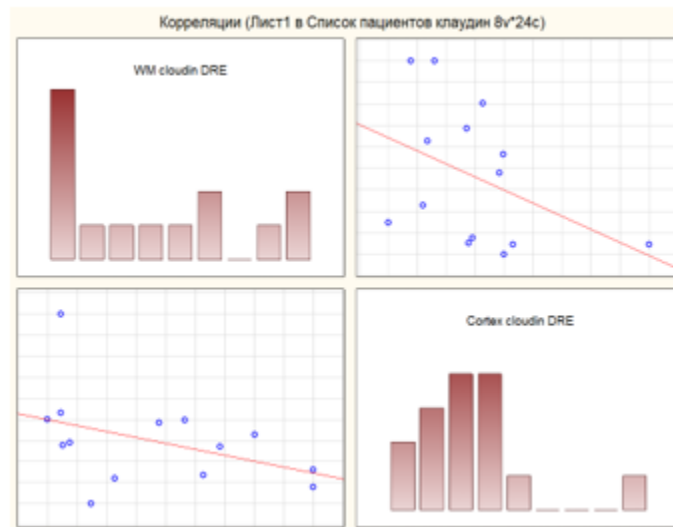 Корреляции (Лист1 в Список пациентов клаудин 8v*24c)
WM cloudin DRE
Cortex cloudin DRE